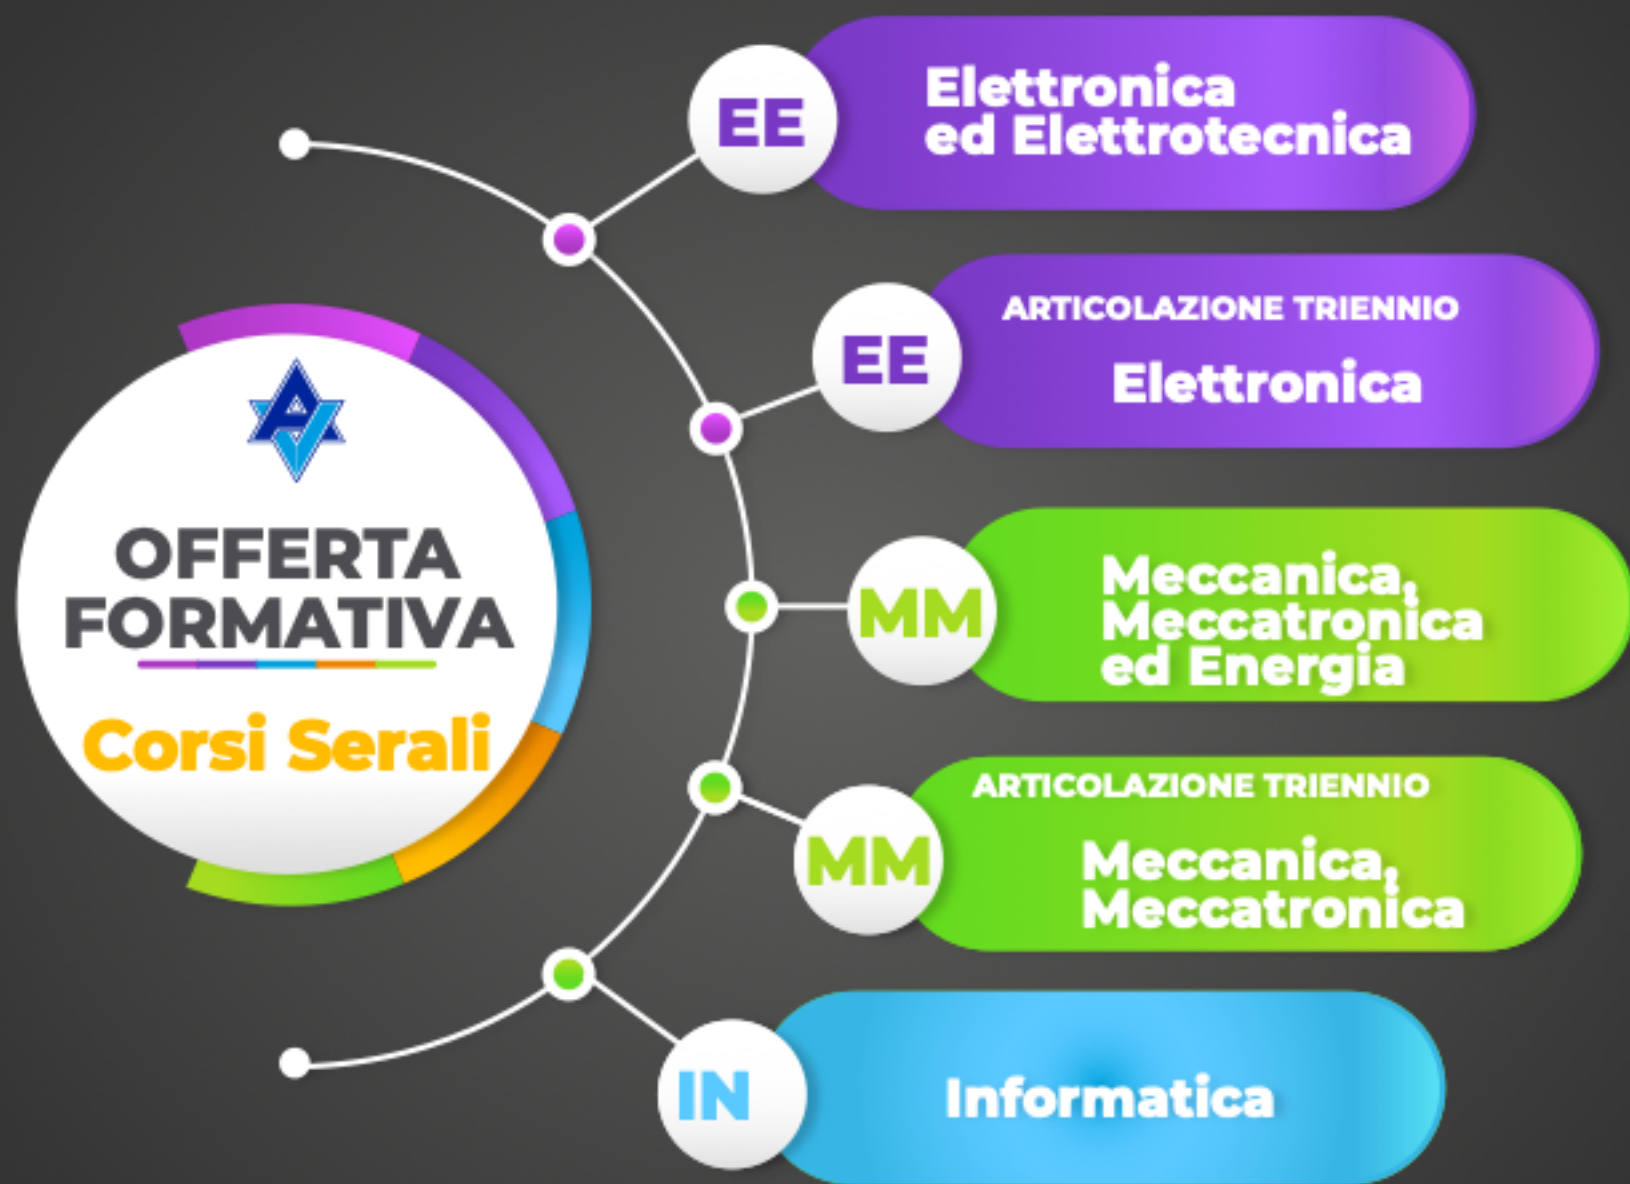 OFFERTA
FORMATIVA
Corsi Serali
EE
Elettronica
ed Elettrotecnica
EE
ARTICOLAZIONE TRIENNIO
Elettronica
MM
Meccanica,
Meccatronica
ed Energia
MM
ARTICOLAZIONE TRIENNIO
Meccanica,
Meccatronica
IN
Informatica